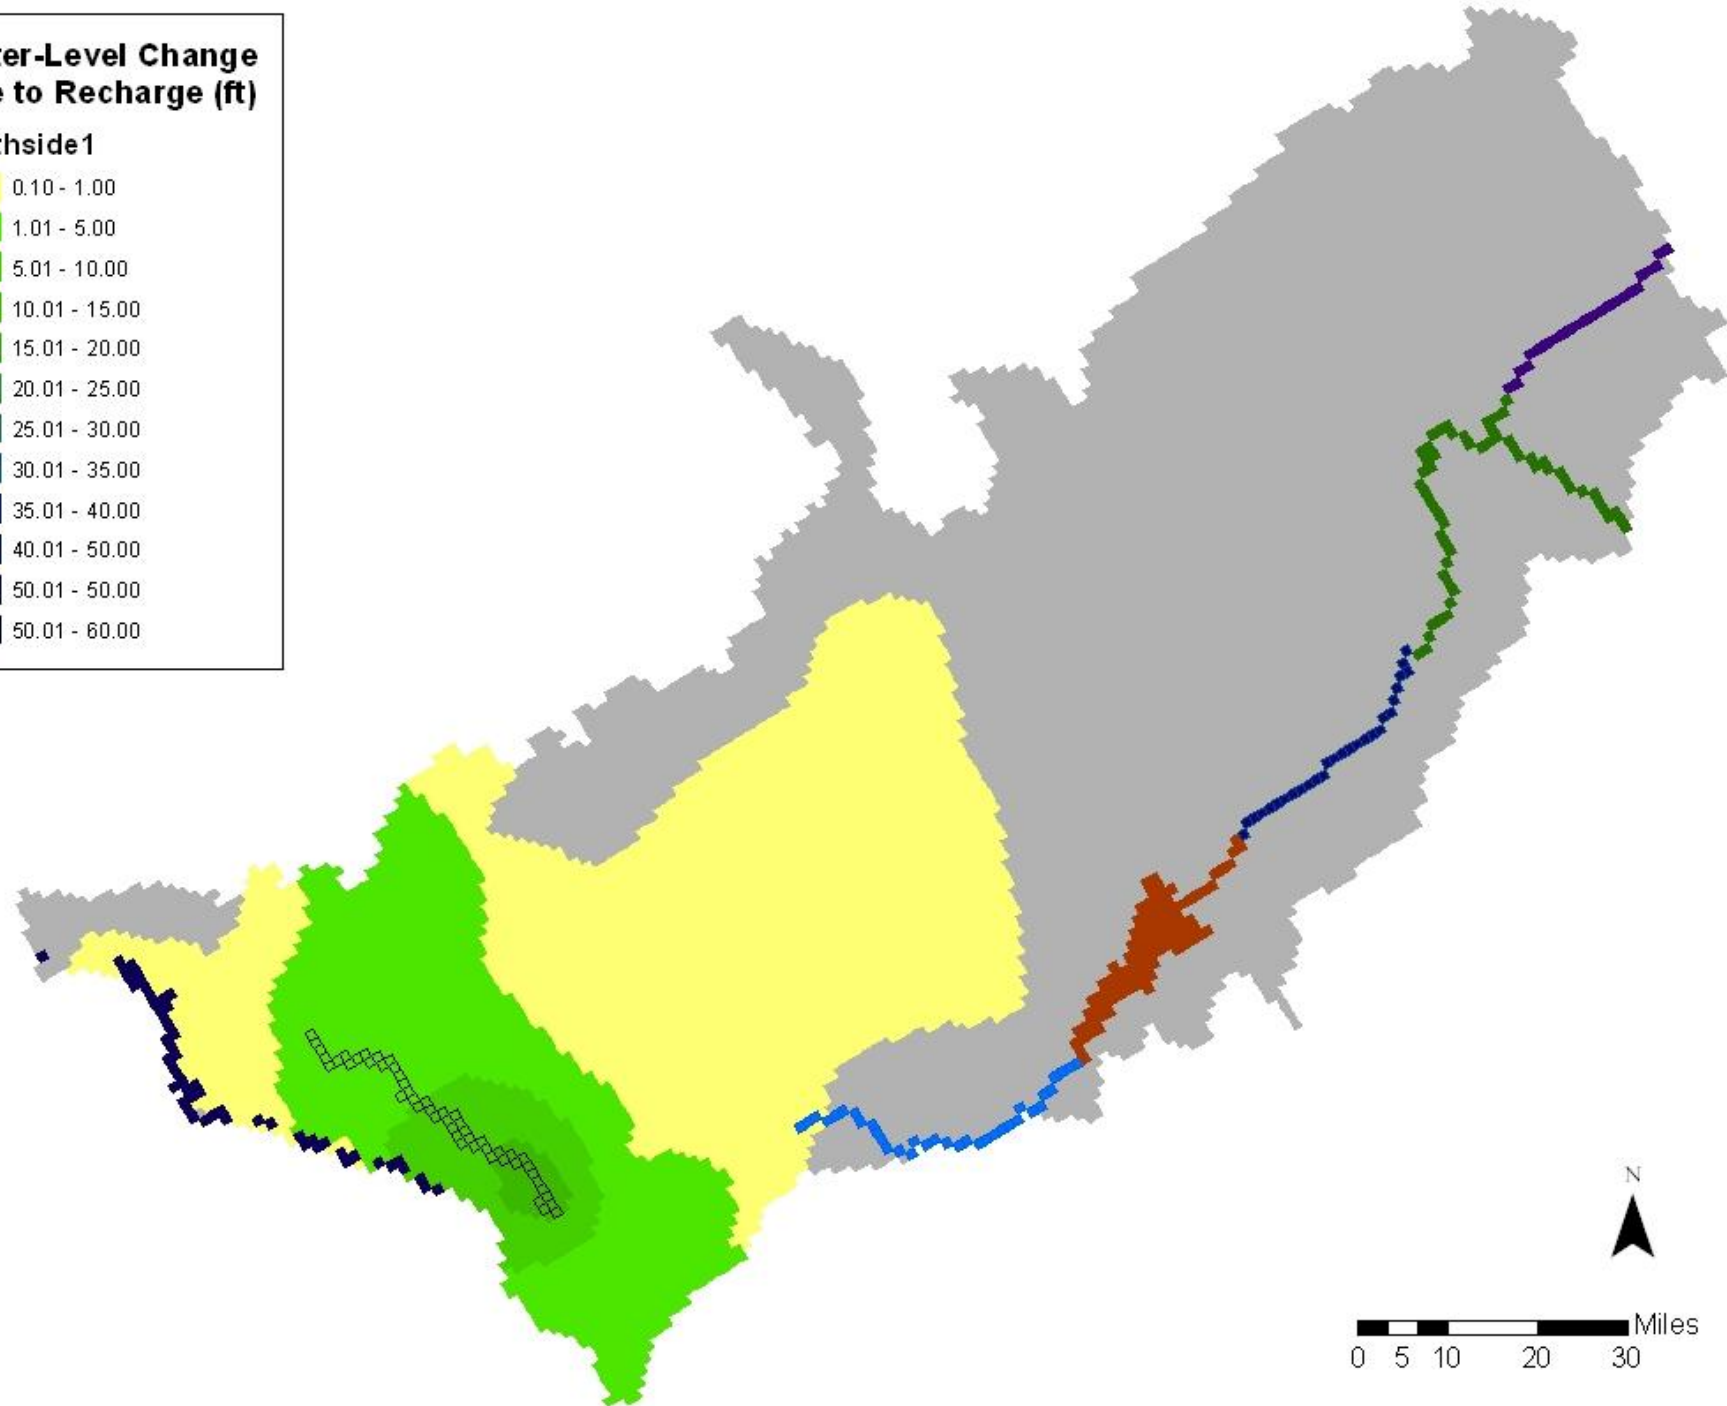 ter-Level Change
e to Recharge (ft)
thside1
0.10 - 1.00
1.01 - 5.00
5.01 - 10.00
10.01 - 15.00
15.01 - 20.00
20.01 - 25.00
25.01 - 30.00
30.01 - 35.00
35.01 - 40.00
40.01 - 50.00
50.01 - 50.00
50.01 - 60.00
N
Miles
0 5 10 20 30